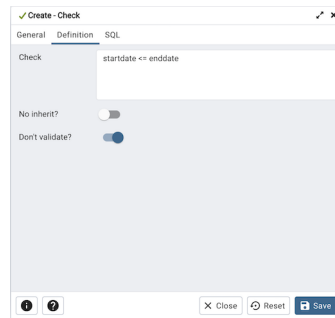 Create - Check
General Definition SQL
Check startdate <= enddate
No inherit?
Don't validate?
Close Reset Save